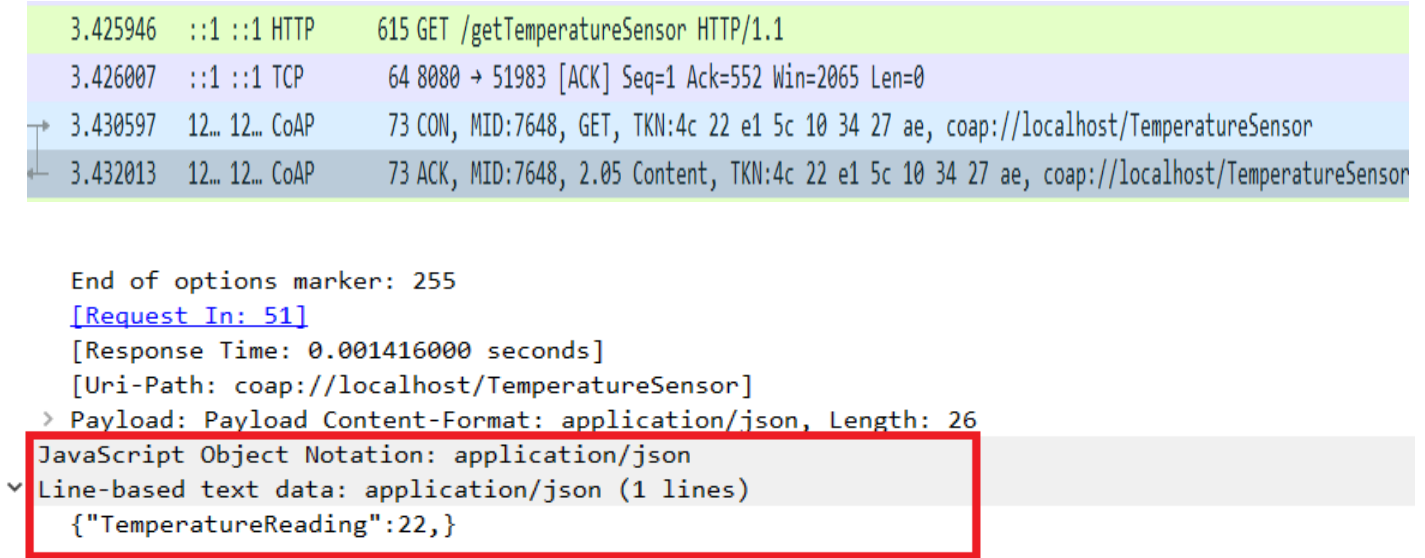 3.425946 ::1 ::1 HTTP 615 GET /getTemperatureSensor HTTP/1.1
3.426007 ::1 ::1 TCP 64 8080 → 51983 [ACK] Seq=1 Ack=552 Win=2065 Len=0
3.430597 12… 12… CoAP 73 CON, MID:7648, GET, TKN:4c 22 e1 5c 10 34 27 ae, coap://localhost/TemperatureSensor
3.432013 12… 12… CoAP 73 ACK, MID:7648, 2.05 Content, TKN:4c 22 e1 5c 10 34 27 ae, coap://localhost/TemperatureSensor
End of options marker: 255
[Request In: 51]
[Response Time: 0.001416000 seconds]
[Uri-Path: coap://localhost/TemperatureSensor]
Payload: Payload Content-Format: application/json, Length: 26
JavaScript Object Notation: application/json
Line-based text data: application/json (1 lines)
{"TemperatureReading":22,}